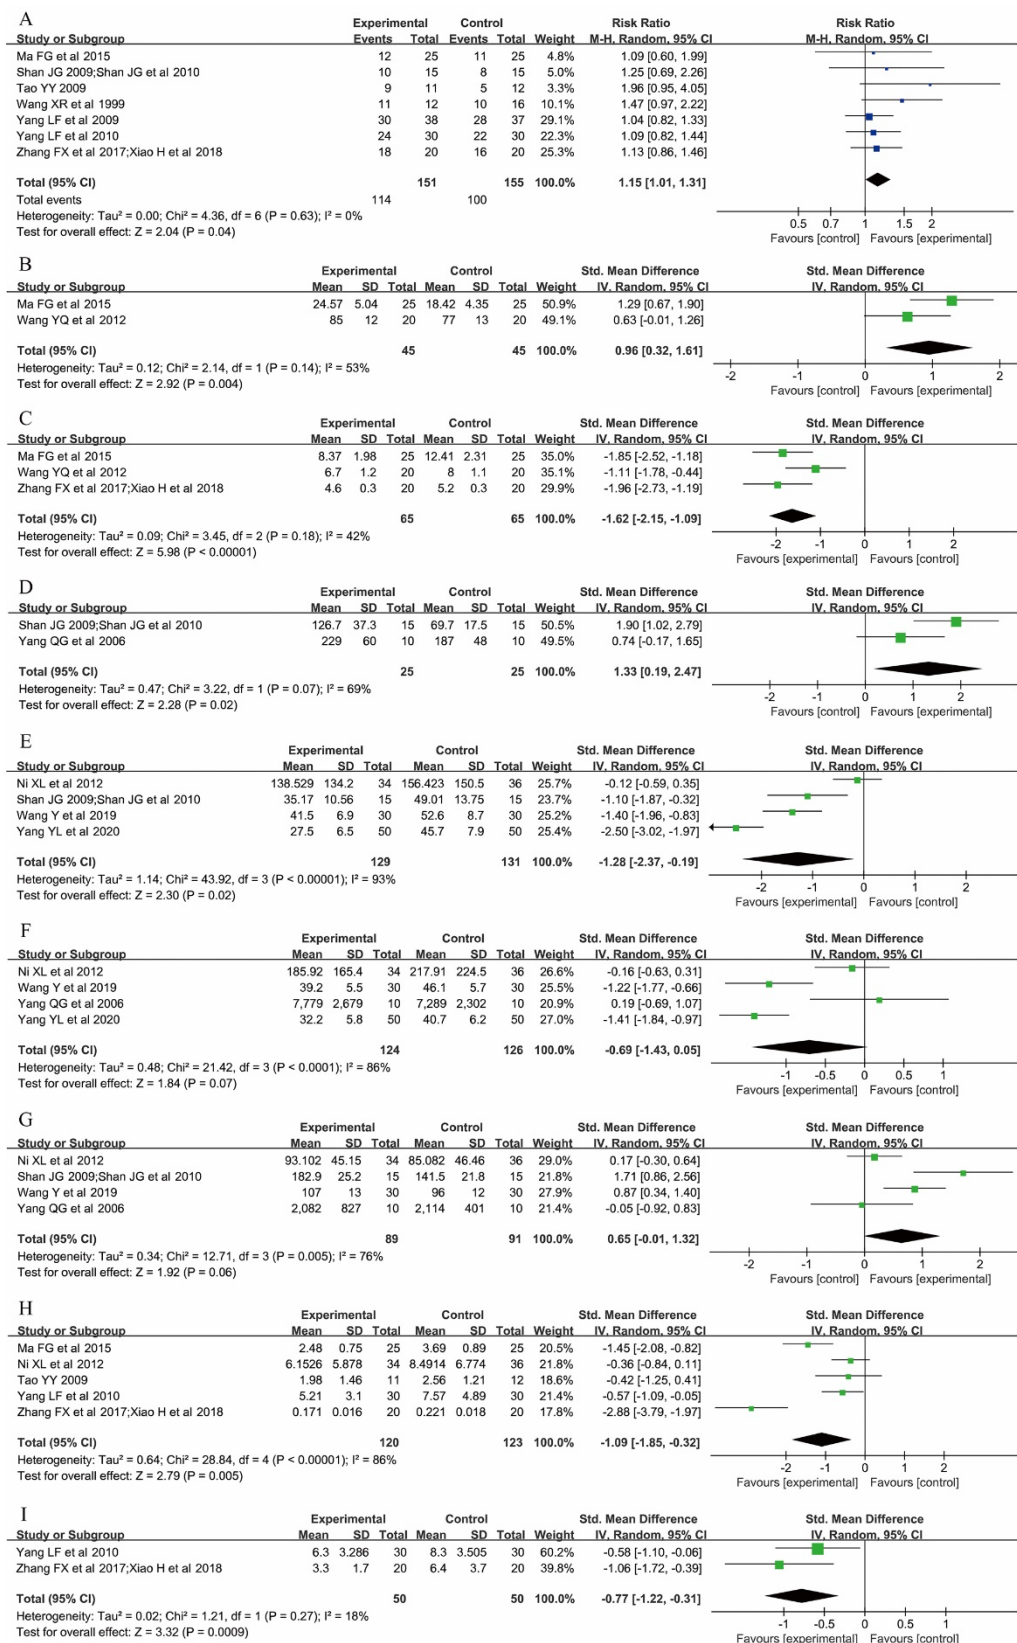 A
Experimental Control Risk Ratio Risk Ratio
Study or Subgroup Events Total Events Total Weight M-H, Random, 95% CI M-H, Random, 95% CI
Ma FG et al 2015 12 25 11 25 4.8% 1.09 [0.60, 1.99]
Shan JG 2009;Shan JG et al 2010 10 15 8 15 5.0% 1.25 [0.69, 2.26]
Tao YY 2009 9 11 5 12 3.3% 1.96 [0.95, 4.05]
Wang XR et al 1999 11 12 10 16 10.1% 1.47 [0.97, 2.22]
Yang LF et al 2009 30 38 28 37 29.1% 1.04 [0.82, 1.33]
Yang LF et al 2010 24 30 22 30 22.3% 1.09 [0.82, 1.44]
Zhang FX et al 2017;Xiao H et al 2018 18 20 16 20 25.3% 1.13 [0.86, 1.46]
Total (95% CI) 151 155 100.0% 1.15 [1.01, 1.31]
Total events 114 100
Heterogeneity: Tau² = 0.00; Chi² = 4.36, df = 6 (P = 0.63); I² = 0%
Test for overall effect: Z = 2.04 (P = 0.04)
0.5 0.7 1 1.5 2
Favours [control] Favours [experimental]
B
Experimental Control Std. Mean Difference Std. Mean Difference
Study or Subgroup Mean SD Total Mean SD Total Weight IV, Random, 95% CI IV, Random, 95% CI
Ma FG et al 2015 24.57 5.04 25 18.42 4.35 25 50.9% 1.29 [0.67, 1.90]
Wang YQ et al 2012 85 12 20 77 13 20 49.1% 0.63 [-0.01, 1.26]
Total (95% CI) 45 45 100.0% 0.96 [0.32, 1.61]
Heterogeneity: Tau² = 0.12; Chi² = 2.14, df = 1 (P = 0.14); I² = 53%
Test for overall effect: Z = 2.92 (P = 0.004)
-2 -1 0 1 2
Favours [control] Favours [experimental]
C
Experimental Control Std. Mean Difference Std. Mean Difference
Study or Subgroup Mean SD Total Mean SD Total Weight IV, Random, 95% CI IV, Random, 95% CI
Ma FG et al 2015 8.37 1.98 25 12.41 2.31 25 35.0% -1.85 [-2.52, -1.18]
Wang YQ et al 2012 6.7 1.2 20 8 1.1 20 35.1% -1.11 [-1.78, -0.44]
Zhang FX et al 2017;Xiao H et al 2018 4.6 0.3 20 5.2 0.3 20 29.9% -1.96 [-2.73, -1.19]
Total (95% CI) 65 65 100.0% -1.62 [-2.15, -1.09]
Heterogeneity: Tau² = 0.09; Chi² = 3.45, df = 2 (P = 0.18); I² = 42%
Test for overall effect: Z = 5.98 (P < 0.00001)
-2 -1 0 1 2
Favours [experimental] Favours [control]
D
Experimental Control Std. Mean Difference Std. Mean Difference
Study or Subgroup Mean SD Total Mean SD Total Weight IV, Random, 95% CI IV, Random, 95% CI
Shan JG 2009;Shan JG et al 2010 126.7 37.3 15 69.7 17.5 15 50.5% 1.90 [1.02, 2.79]
Yang QG et al 2006 229 60 10 187 48 10 49.5% 0.74 [-0.17, 1.65]
Total (95% CI) 25 25 100.0% 1.33 [0.19, 2.47]
Heterogeneity: Tau² = 0.47; Chi² = 3.22, df = 1 (P = 0.07); I² = 69%
Test for overall effect: Z = 2.28 (P = 0.02)
-2 -1 0 1 2
Favours [control] Favours [experimental]
E
Experimental Control Std. Mean Difference Std. Mean Difference
Study or Subgroup Mean SD Total Mean SD Total Weight IV, Random, 95% CI IV, Random, 95% CI
Ni XL et al 2012 138.529 134.2 34 156.423 150.5 36 25.7% -0.12 [-0.59, 0.35]
Shan JG 2009;Shan JG et al 2010 35.17 10.56 15 49.01 13.75 15 23.7% -1.10 [-1.87, -0.32]
Wang Y et al 2019 41.5 6.9 30 52.6 8.7 30 25.2% -1.40 [-1.96, -0.83]
Yang YL et al 2020 27.5 6.5 50 45.7 7.9 50 25.4% -2.50 [-3.02, -1.97]
Total (95% CI) 129 131 100.0% -1.28 [-2.37, -0.19]
Heterogeneity: Tau² = 1.14; Chi² = 43.92, df = 3 (P < 0.00001); I² = 93%
Test for overall effect: Z = 2.30 (P = 0.02)
-2 -1 0 1 2
Favours [experimental] Favours [control]
F
Experimental Control Std. Mean Difference Std. Mean Difference
Study or Subgroup Mean SD Total Mean SD Total Weight IV, Random, 95% CI IV, Random, 95% CI
Ni XL et al 2012 185.92 165.4 34 217.91 224.5 36 26.6% -0.16 [-0.63, 0.31]
Wang Y et al 2019 39.2 5.5 30 46.1 5.7 30 25.5% -1.22 [-1.77, -0.66]
Yang QG et al 2006 7,779 2,679 10 7,289 2,302 10 20.9% 0.19 [-0.69, 1.07]
Yang YL et al 2020 32.2 5.8 50 40.7 6.2 50 27.0% -1.41 [-1.84, -0.97]
Total (95% CI) 124 126 100.0% -0.69 [-1.43, 0.05]
Heterogeneity: Tau² = 0.48; Chi² = 21.42, df = 3 (P < 0.0001); I² = 86%
Test for overall effect: Z = 1.84 (P = 0.07)
-1 -0.5 0 0.5 1
Favours [experimental] Favours [control]
G
Experimental Control Std. Mean Difference Std. Mean Difference
Study or Subgroup Mean SD Total Mean SD Total Weight IV, Random, 95% CI IV, Random, 95% CI
Ni XL et al 2012 93.102 45.15 34 85.082 46.46 36 29.0% 0.17 [-0.30, 0.64]
Shan JG 2009;Shan JG et al 2010 182.9 25.2 15 141.5 21.8 15 21.8% 1.71 [0.86, 2.56]
Wang Y et al 2019 107 13 30 96 12 30 27.9% 0.87 [0.34, 1.40]
Yang QG et al 2006 2,082 827 10 2,114 401 10 21.4% -0.05 [-0.92, 0.83]
Total (95% CI) 89 91 100.0% 0.65 [-0.01, 1.32]
Heterogeneity: Tau² = 0.34; Chi² = 12.71, df = 3 (P = 0.005); I² = 76%
Test for overall effect: Z = 1.92 (P = 0.06)
-2 -1 0 1 2
Favours [control] Favours [experimental]
H
Experimental Control Std. Mean Difference Std. Mean Difference
Study or Subgroup Mean SD Total Mean SD Total Weight IV, Random, 95% CI IV, Random, 95% CI
Ma FG et al 2015 2.48 0.75 25 3.69 0.89 25 20.5% -1.45 [-2.08, -0.82]
Ni XL et al 2012 6.1526 5.878 34 8.4914 6.774 36 21.8% -0.36 [-0.84, 0.11]
Tao YY 2009 1.98 1.46 11 2.56 1.21 12 18.6% -0.42 [-1.25, 0.41]
Yang LF et al 2010 5.21 3.1 30 7.57 4.89 30 21.4% -0.57 [-1.09, -0.05]
Zhang FX et al 2017;Xiao H et al 2018 0.171 0.016 20 0.221 0.018 20 17.8% -2.88 [-3.79, -1.97]
Total (95% CI) 120 123 100.0% -1.09 [-1.85, -0.32]
Heterogeneity: Tau² = 0.64; Chi² = 28.84, df = 4 (P < 0.00001); I² = 86%
Test for overall effect: Z = 2.79 (P = 0.005)
-2 -1 0 1 2
Favours [experimental] Favours [control]
I
Experimental Control Std. Mean Difference Std. Mean Difference
Study or Subgroup Mean SD Total Mean SD Total Weight IV, Random, 95% CI IV, Random, 95% CI
Yang LF et al 2010 6.3 3.286 30 8.3 3.505 30 60.2% -0.58 [-1.10, -0.06]
Zhang FX et al 2017;Xiao H et al 2018 3.3 1.7 20 6.4 3.7 20 39.8% -1.06 [-1.72, -0.39]
Total (95% CI) 50 50 100.0% -0.77 [-1.22, -0.31]
Heterogeneity: Tau² = 0.02; Chi² = 1.21, df = 1 (P = 0.27); I² = 18%
Test for overall effect: Z = 3.32 (P = 0.0009)
-1 -0.5 0 0.5 1
Favours [experimental] Favours [control]